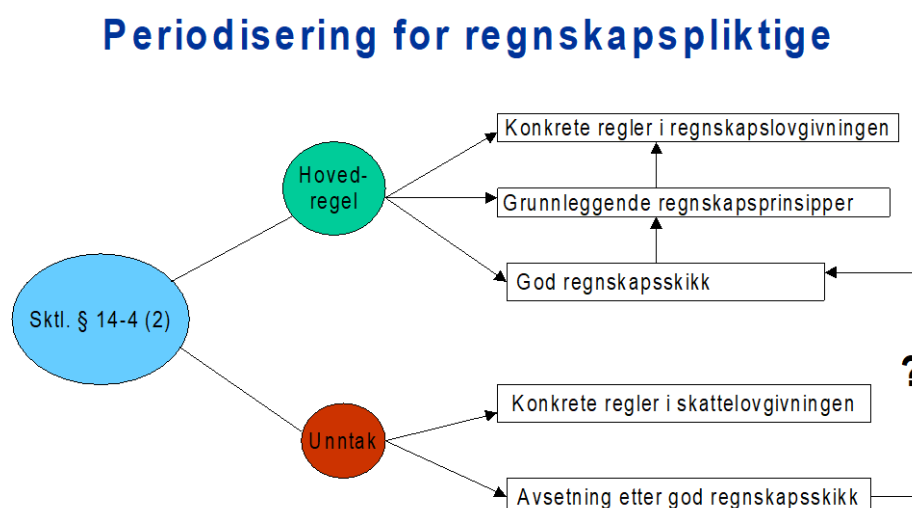 Periodisering for regnskapspliktige
Konkrete regler i regnskapslovgivningen
Hoved-
regel
Grunnleggende regnskapsprinsipper
God regnskapsskikk
Sktl. § 14-4 (2)
?
Konkrete regler i skattelovgivningen
Unntak
Avsetning etter god regnskapsskikk